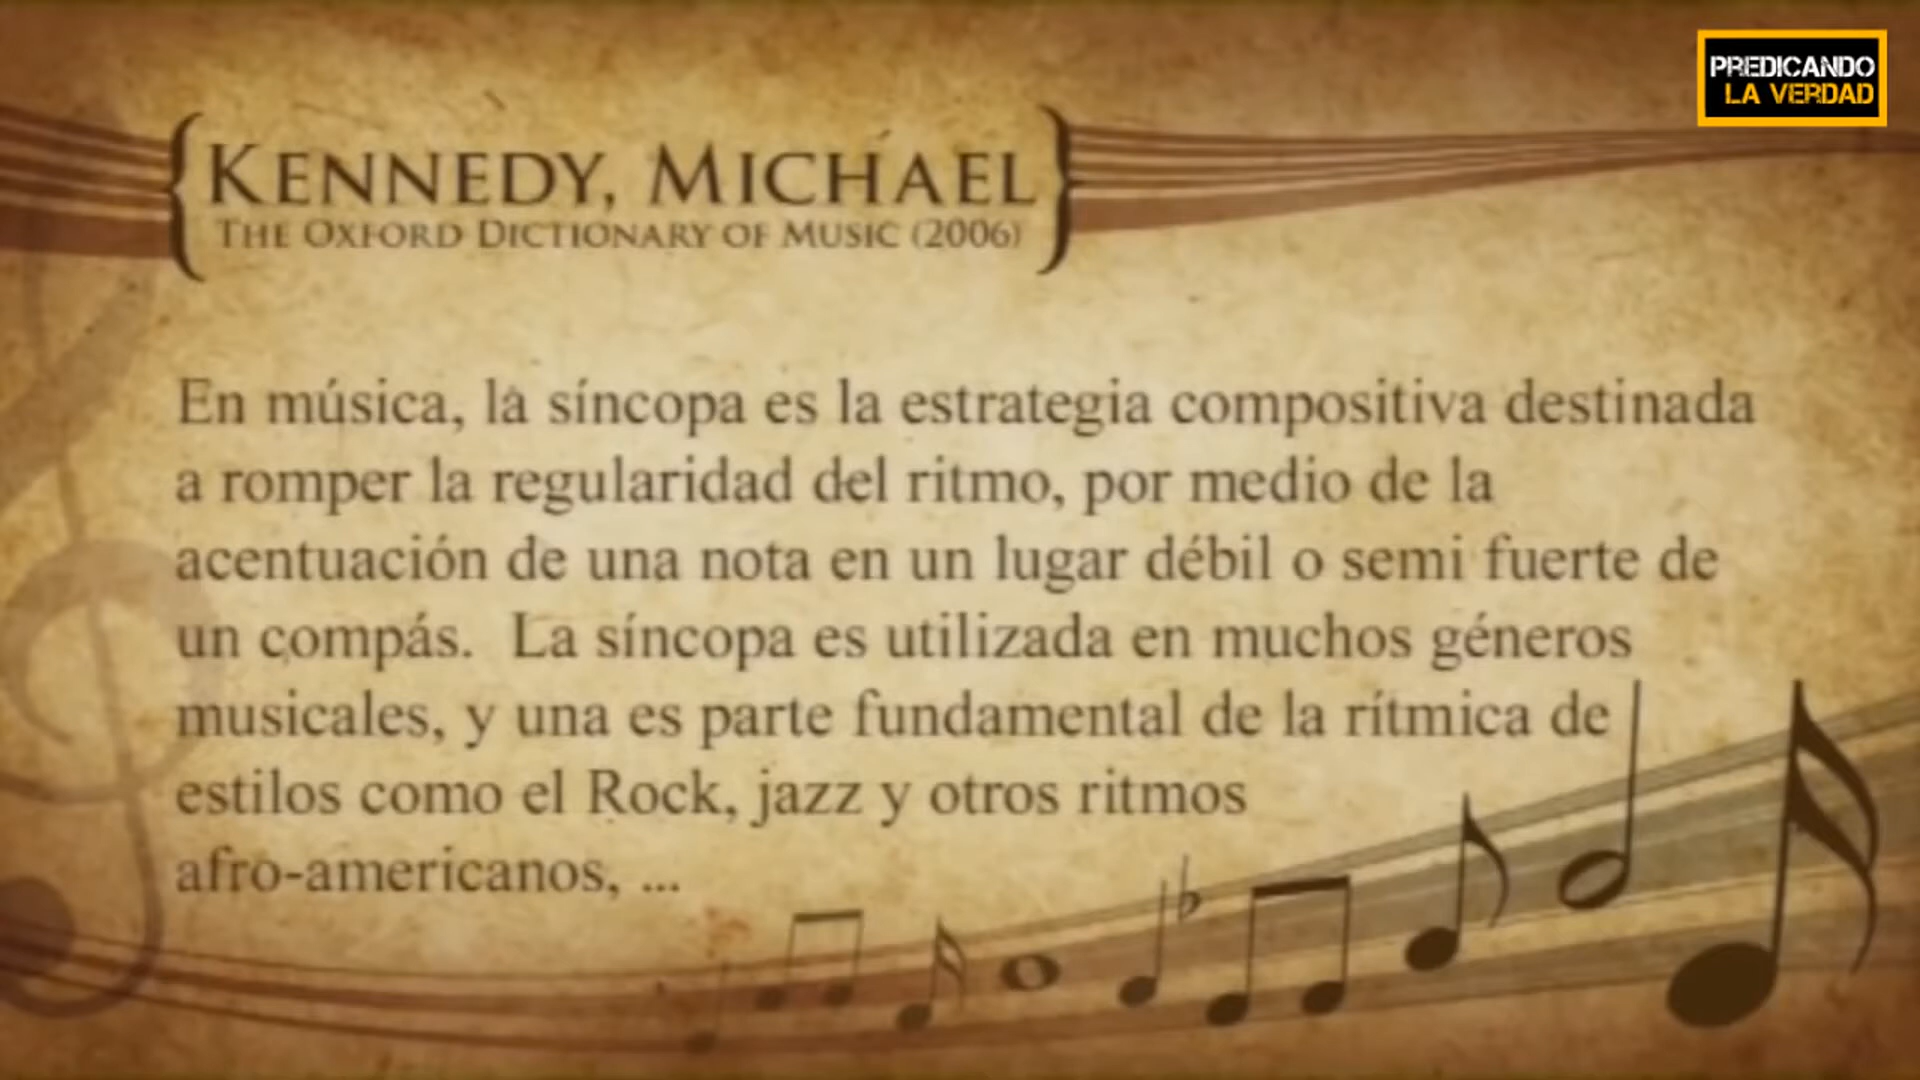 PREDICANDO
LA VERDAD
KENNEDY, MICHAEL
THE OXFORD DICTIONARY OF MUSIC (2006)
En música, la síncopa es la estrategia compositiva destinada
a romper la regularidad del ritmo, por medio de la
acentuación de una nota en un lugar débil o semi fuerte de
un compás.  La síncopa es utilizada en muchos géneros
musicales, y una es parte fundamental de la rítmica de
estilos como el Rock, jazz y otros ritmos
afro-americanos, ...